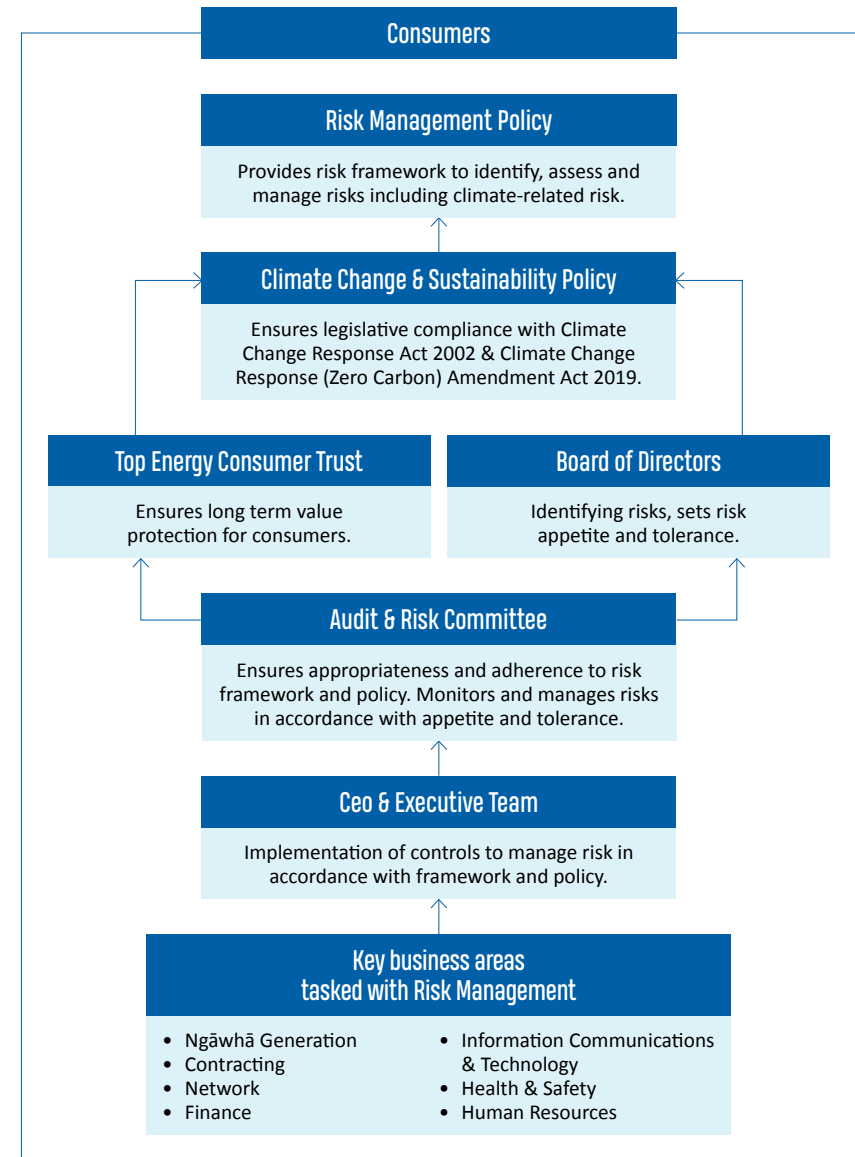 Consumers
Risk Management Policy
Provides risk framework to identify, assess and
manage risks including climate-related risk.
Climate Change & Sustainability Policy
Ensures legislative compliance with Climate
Change Response Act 2002 & Climate Change
Response (Zero Carbon) Amendment Act 2019.
Top Energy Consumer Trust
Ensures long term value
protection for consumers.
Board of Directors
Identifying risks, sets risk
appetite and tolerance.
Audit & Risk Committee
Ensures appropriateness and adherence to risk
framework and policy. Monitors and manages risks
in accordance with appetite and tolerance.
Ceo & Executive Team
Implementation of controls to manage risk in
accordance with framework and policy.
Key business areas
tasked with Risk Management
• Ngāwhā Generation
• Contracting
• Network
• Finance
• Information Communications
& Technology
• Health & Safety
• Human Resources